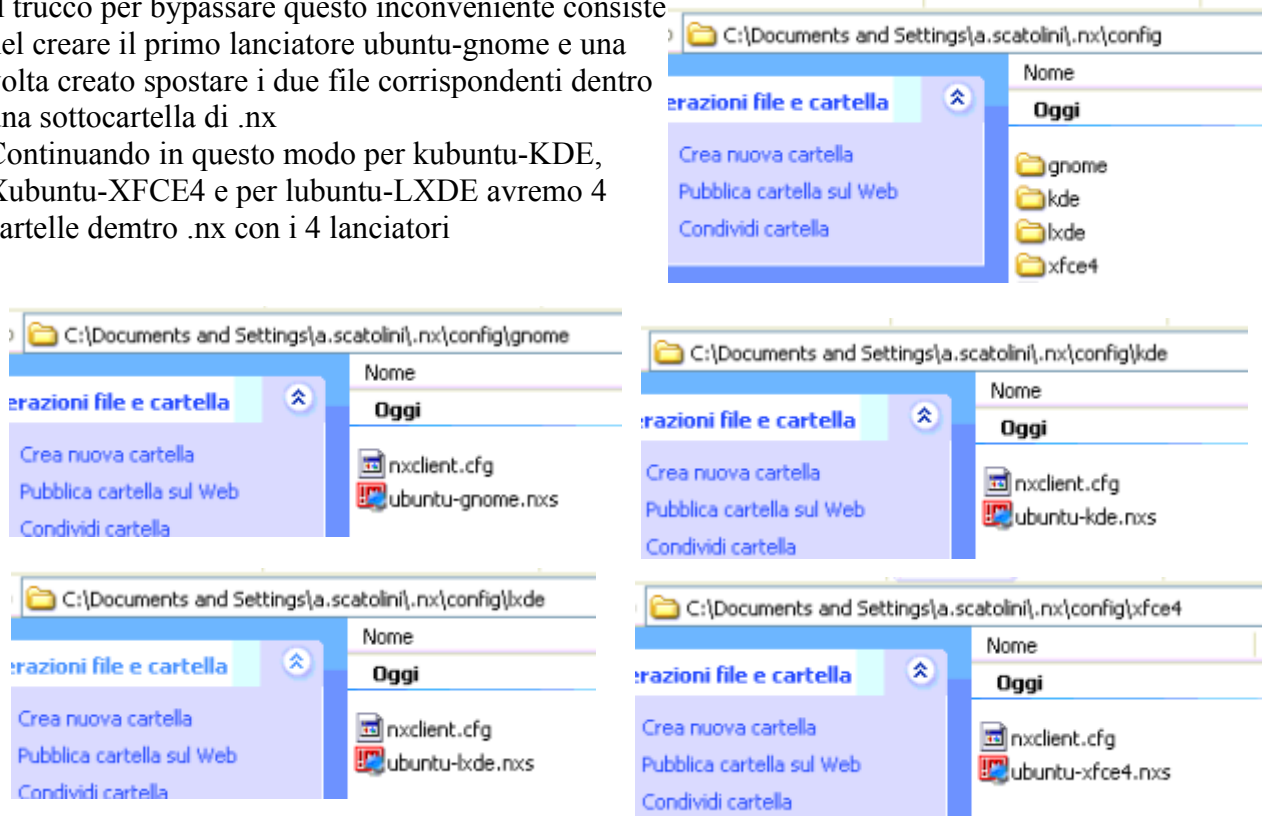 l trucco per bypassare questo inconveniente consiste
nel creare il primo lanciatore ubuntu-gnome e una
volta creato spostare i due file corrispondenti dentro
una sottocartella di .nx
Continuando in questo modo per kubuntu-KDE,
Xubuntu-XFCE4 e per lubuntu-LXDE avremo 4
cartelle demtro .nx con i 4 lanciatori
C:\Documents and Settings\a.scatolini\.nx\config
erazioni file e cartella
Crea nuova cartella
Pubblica cartella sul Web
Condividi cartella
Nome
Oggi
gnome
kde
lxde
xfce4
C:\Documents and Settings\a.scatolini\.nx\config\gnome
erazioni file e cartella
Crea nuova cartella
Pubblica cartella sul Web
Condividi cartella
Nome
Oggi
nxclient.cfg
ubuntu-gnome.nxs
C:\Documents and Settings\a.scatolini\.nx\config\kde
erazioni file e cartella
Crea nuova cartella
Pubblica cartella sul Web
Condividi cartella
Nome
Oggi
nxclient.cfg
ubuntu-kde.nxs
C:\Documents and Settings\a.scatolini\.nx\config\lxde
erazioni file e cartella
Crea nuova cartella
Pubblica cartella sul Web
Condividi cartella
Nome
Oggi
nxclient.cfg
ubuntu-lxde.nxs
C:\Documents and Settings\a.scatolini\.nx\config\xfce4
erazioni file e cartella
Crea nuova cartella
Pubblica cartella sul Web
Condividi cartella
Nome
Oggi
nxclient.cfg
ubuntu-xfce4.nxs